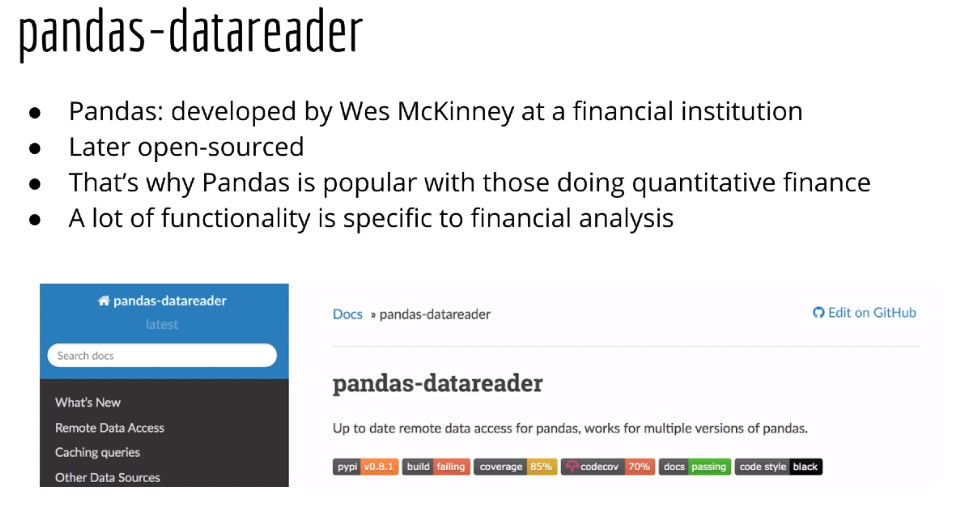 pandas-datareader
● Pandas: developed by Wes McKinney at a financial institution
● Later open-sourced
● That's why Pandas is popular with those doing quantitative finance
● A lot of functionality is specific to financial analysis
pandas-datareader
latest
Search docs
What's New
Remote Data Access
Caching queries
Other Data Sources
Docs » pandas-datareader
Edit on GitHub
pandas-datareader
Up to date remote data access for pandas, works for multiple versions of pandas.
pypi v0.8.1 build failing coverage 85% codecov 70% docs passing code style black